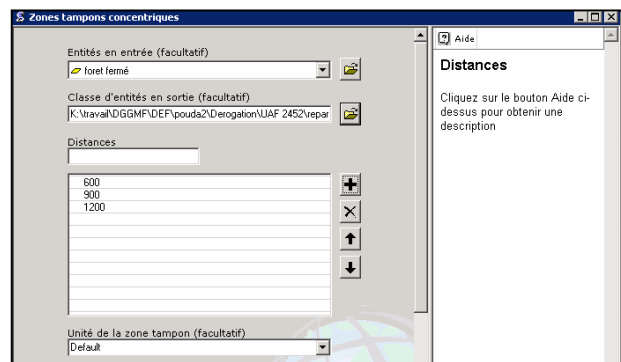 Zones tampons concentriques
Entités en entrée (facultatif)
foret fermé
Classe d'entités en sortie (facultatif)
K:\travail\DGGMF\DEF\pouda2\Derogation\UAF 2452\repar
Distances
600
900
1200
Unité de la zone tampon (facultatif)
Default
Aide
Distances
Cliquez sur le bouton Aide ci-
dessus pour obtenir une
description